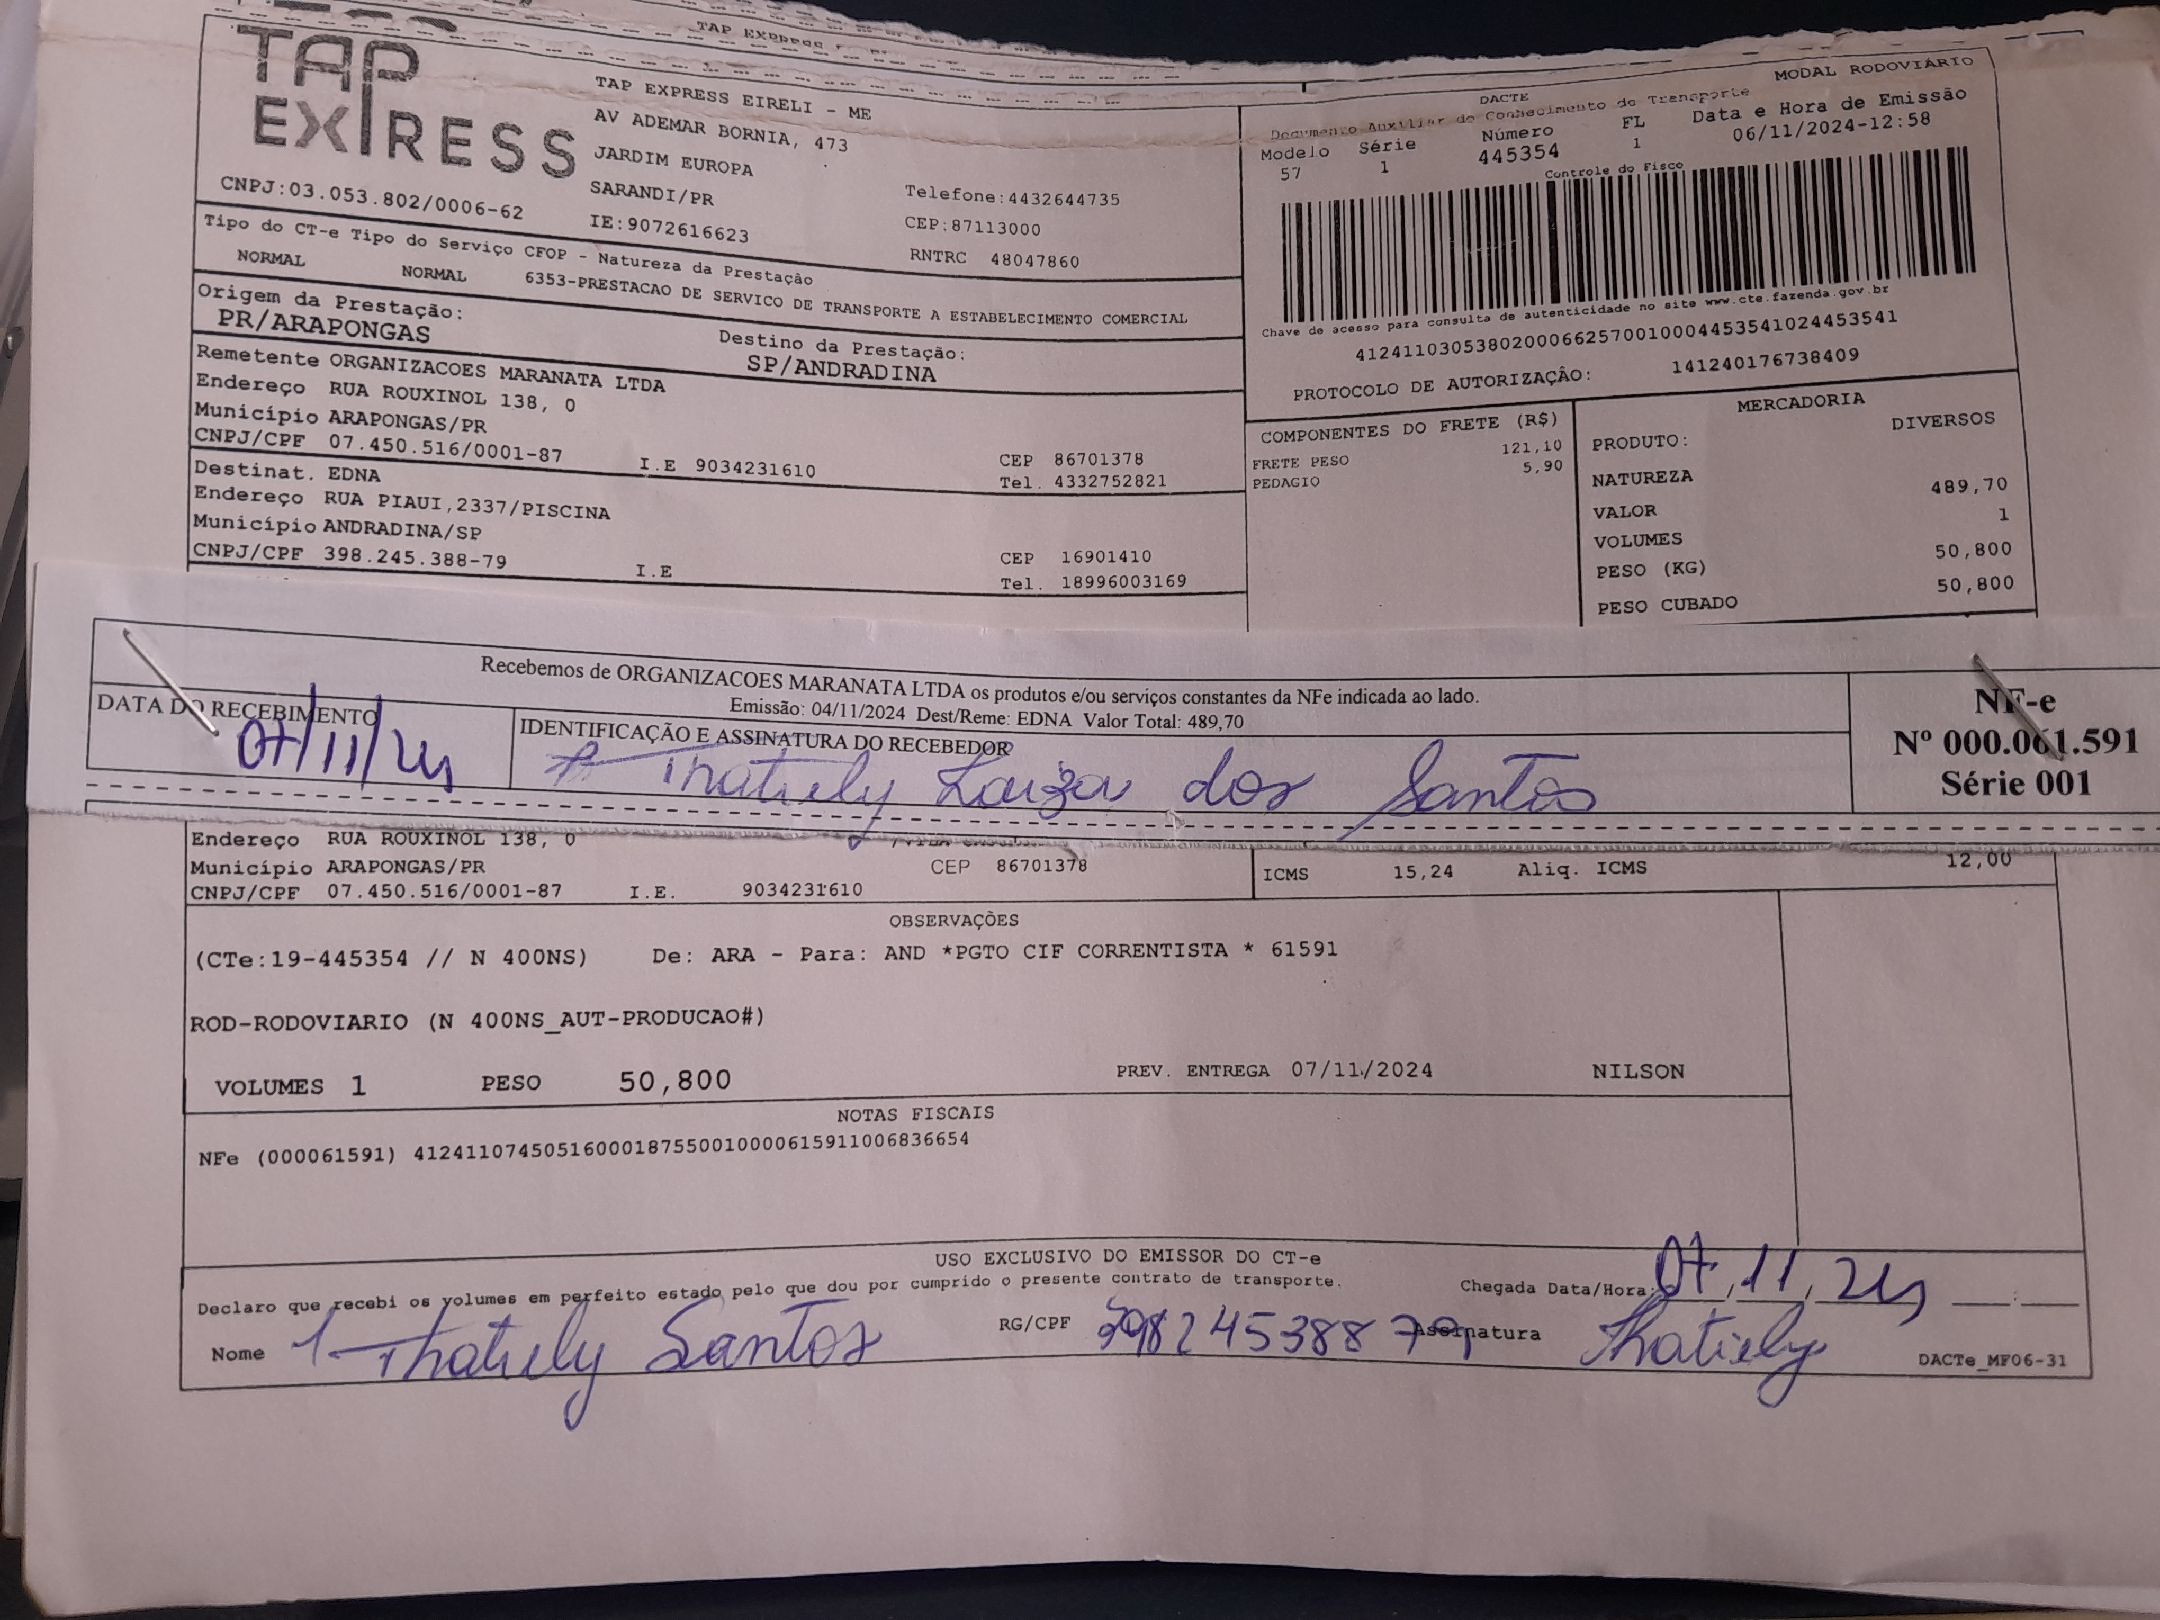 TAP EXPRESS
TAP EXPRESS EIRELI - ME
AV ADEMAR BORNIA, 473
JARDIM EUROPA
SARANDI/PR
IE:9072616623
Telefone:4432644735
CEP:87113000
RNTRC 48047860
CNPJ:03.053.802/0006-62
Tipo do CT-e Tipo do Serviço CFOP - Natureza da Prestação
NORMAL NORMAL 6353-PRESTACAO DE SERVICO DE TRANSPORTE A ESTABELECIMENTO COMERCIAL
Origem da Prestação: Destino da Prestação:
PR/ARAPONGAS SP/ANDRADINA
Remetente ORGANIZACOES MARANATA LTDA
Endereço RUA ROUXINOL 138, 0
Município ARAPONGAS/PR CEP 86701378
CNPJ/CPF 07.450.516/0001-87 I.E 9034231610 Tel. 4332752821
Destinat. EDNA
Endereço RUA PIAUI,2337/PISCINA
Município ANDRADINA/SP CEP 16901410
CNPJ/CPF 398.245.388-79 I.E Tel. 18996003169
DACTE MODAL RODOVIÁRIO
Documento Auxiliar do Conhecimento de Transporte
Modelo Série Número FL Data e Hora de Emissão
57 1 445354 1 06/11/2024-12:58
Controle do Fisco
Chave de acesso para consulta de autenticidade no site www.cte.fazenda.gov.br
41241103053802000662570010004453541024453541
PROTOCOLO DE AUTORIZAÇÃO: 141240176738409
COMPONENTES DO FRETE (R$)
FRETE PESO 121,10
PEDAGIO 5,90
MERCADORIA
PRODUTO: DIVERSOS
NATUREZA
VALOR 489,70
VOLUMES 1
PESO (KG) 50,800
PESO CUBADO 50,800
Recebemos de ORGANIZACOES MARANATA LTDA os produtos e/ou serviços constantes da NFe indicada ao lado.
Emissão: 04/11/2024 Dest/Reme: EDNA Valor Total: 489,70
DATA DO RECEBIMENTO
07/11/24
IDENTIFICAÇÃO E ASSINATURA DO RECEBEDOR
Thatiely Laiza dos Santos
NF-e
Nº 000.061.591
Série 001
Endereço RUA ROUXINOL 138, 0
Município ARAPONGAS/PR CEP 86701378
CNPJ/CPF 07.450.516/0001-87 I.E. 9034231610
ICMS 15,24 Aliq. ICMS 12,00
OBSERVAÇÕES
(CTe:19-445354 // N 400NS) De: ARA - Para: AND *PGTO CIF CORRENTISTA * 61591
ROD-RODOVIARIO (N 400NS_AUT-PRODUCAO#)
VOLUMES 1 PESO 50,800 PREV. ENTREGA 07/11/2024 NILSON
NOTAS FISCAIS
NFe (000061591) 41241107450516000187550010000615911006836654
USO EXCLUSIVO DO EMISSOR DO CT-e
Declaro que recebi os volumes em perfeito estado pelo que dou por cumprido o presente contrato de transporte. Chegada Data/Hora: 07/11/24
Nome Thatiely Santos RG/CPF 39824538879 Assinatura Thatiely
DACTe_MF06-31